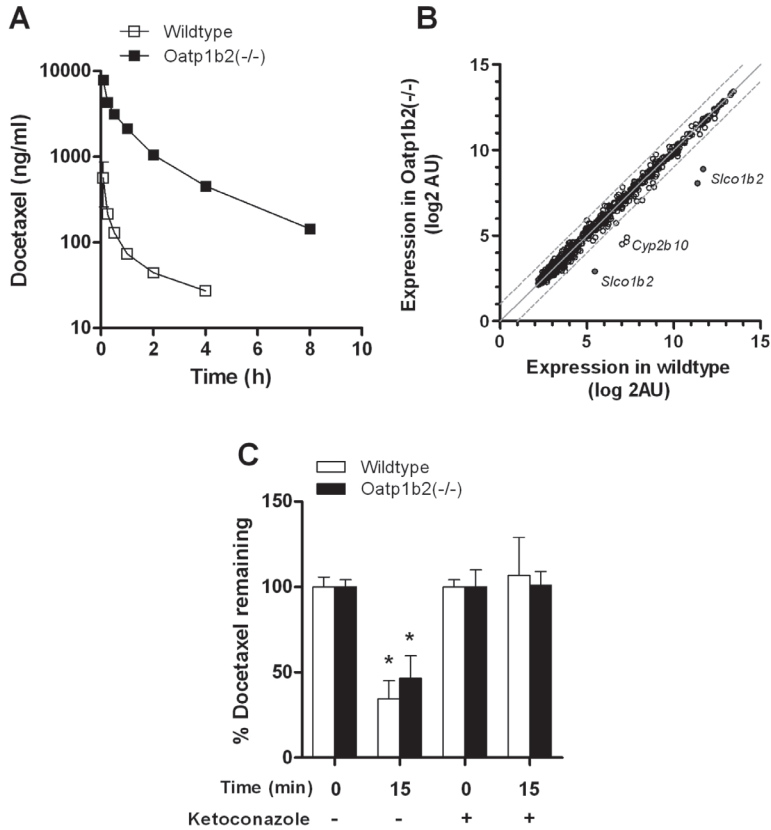 A
Wildtype
Oatp1b2(-/-)
10000
1000
100
10
0
2
4
6
8
10
Docetaxel (ng/ml)
Time (h)
B
15
10
5
0
0
5
10
15
Slco1b2
Cyp2b10
Slco1b2
Expression in Oatp1b2(-/-)
(log2 AU)
Expression in wildtype
(log 2AU)
C
Wildtype
Oatp1b2(-/-)
150
100
50
0
% Docetaxel remaining
* *
Time (min) 0 15 0 15
Ketoconazole - - + +